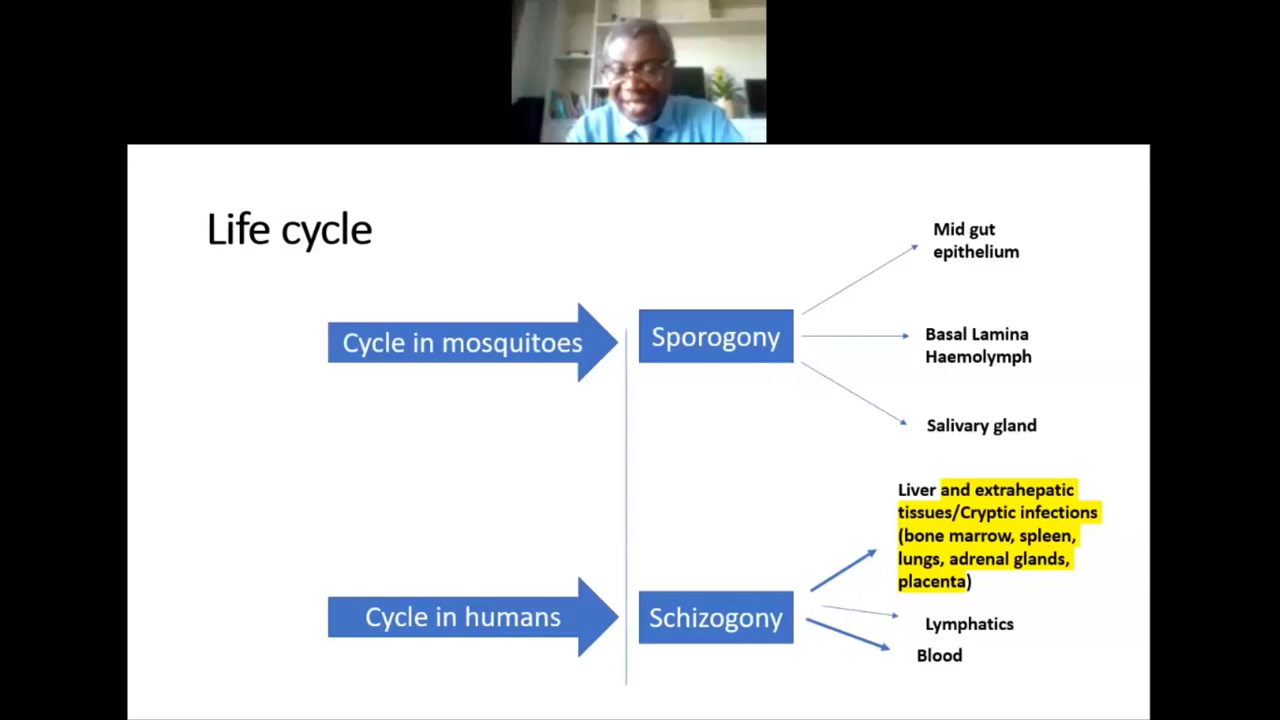 Life cycle
Cycle in mosquitoes
Sporogony
Mid gut
epithelium
Basal Lamina
Haemolymph
Salivary gland
Cycle in humans
Schizogony
Liver and extrahepatic
tissues/Cryptic infections
(bone marrow, spleen,
lungs, adrenal glands,
placenta)
Lymphatics
Blood